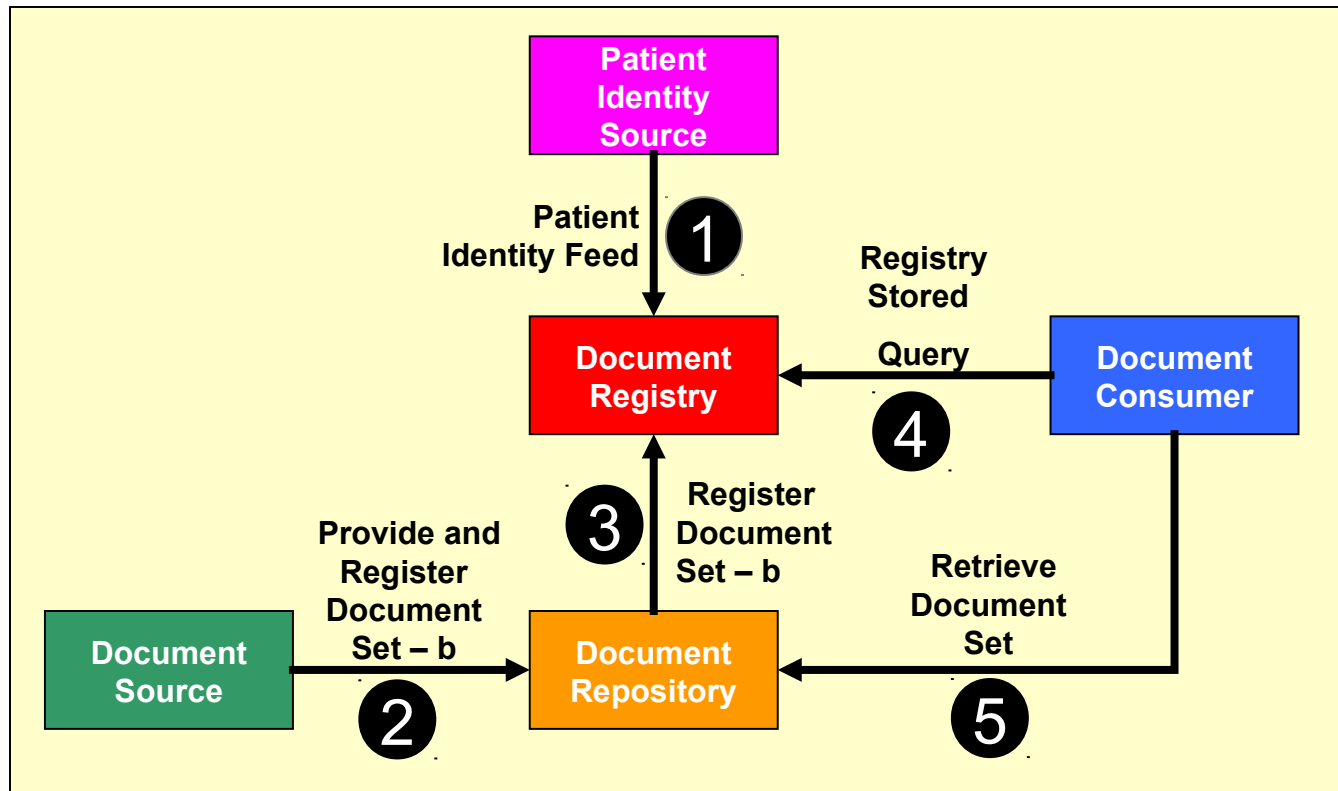 Patient
Identity
Source
Patient
Identity Feed
1
Registry
Stored
Query
Document
Registry
Document
Consumer
4
3
Register
Document
Set – b
Provide and
Register
Document
Set – b
Retrieve
Document
Set
Document
Source
Document
Repository
2
5